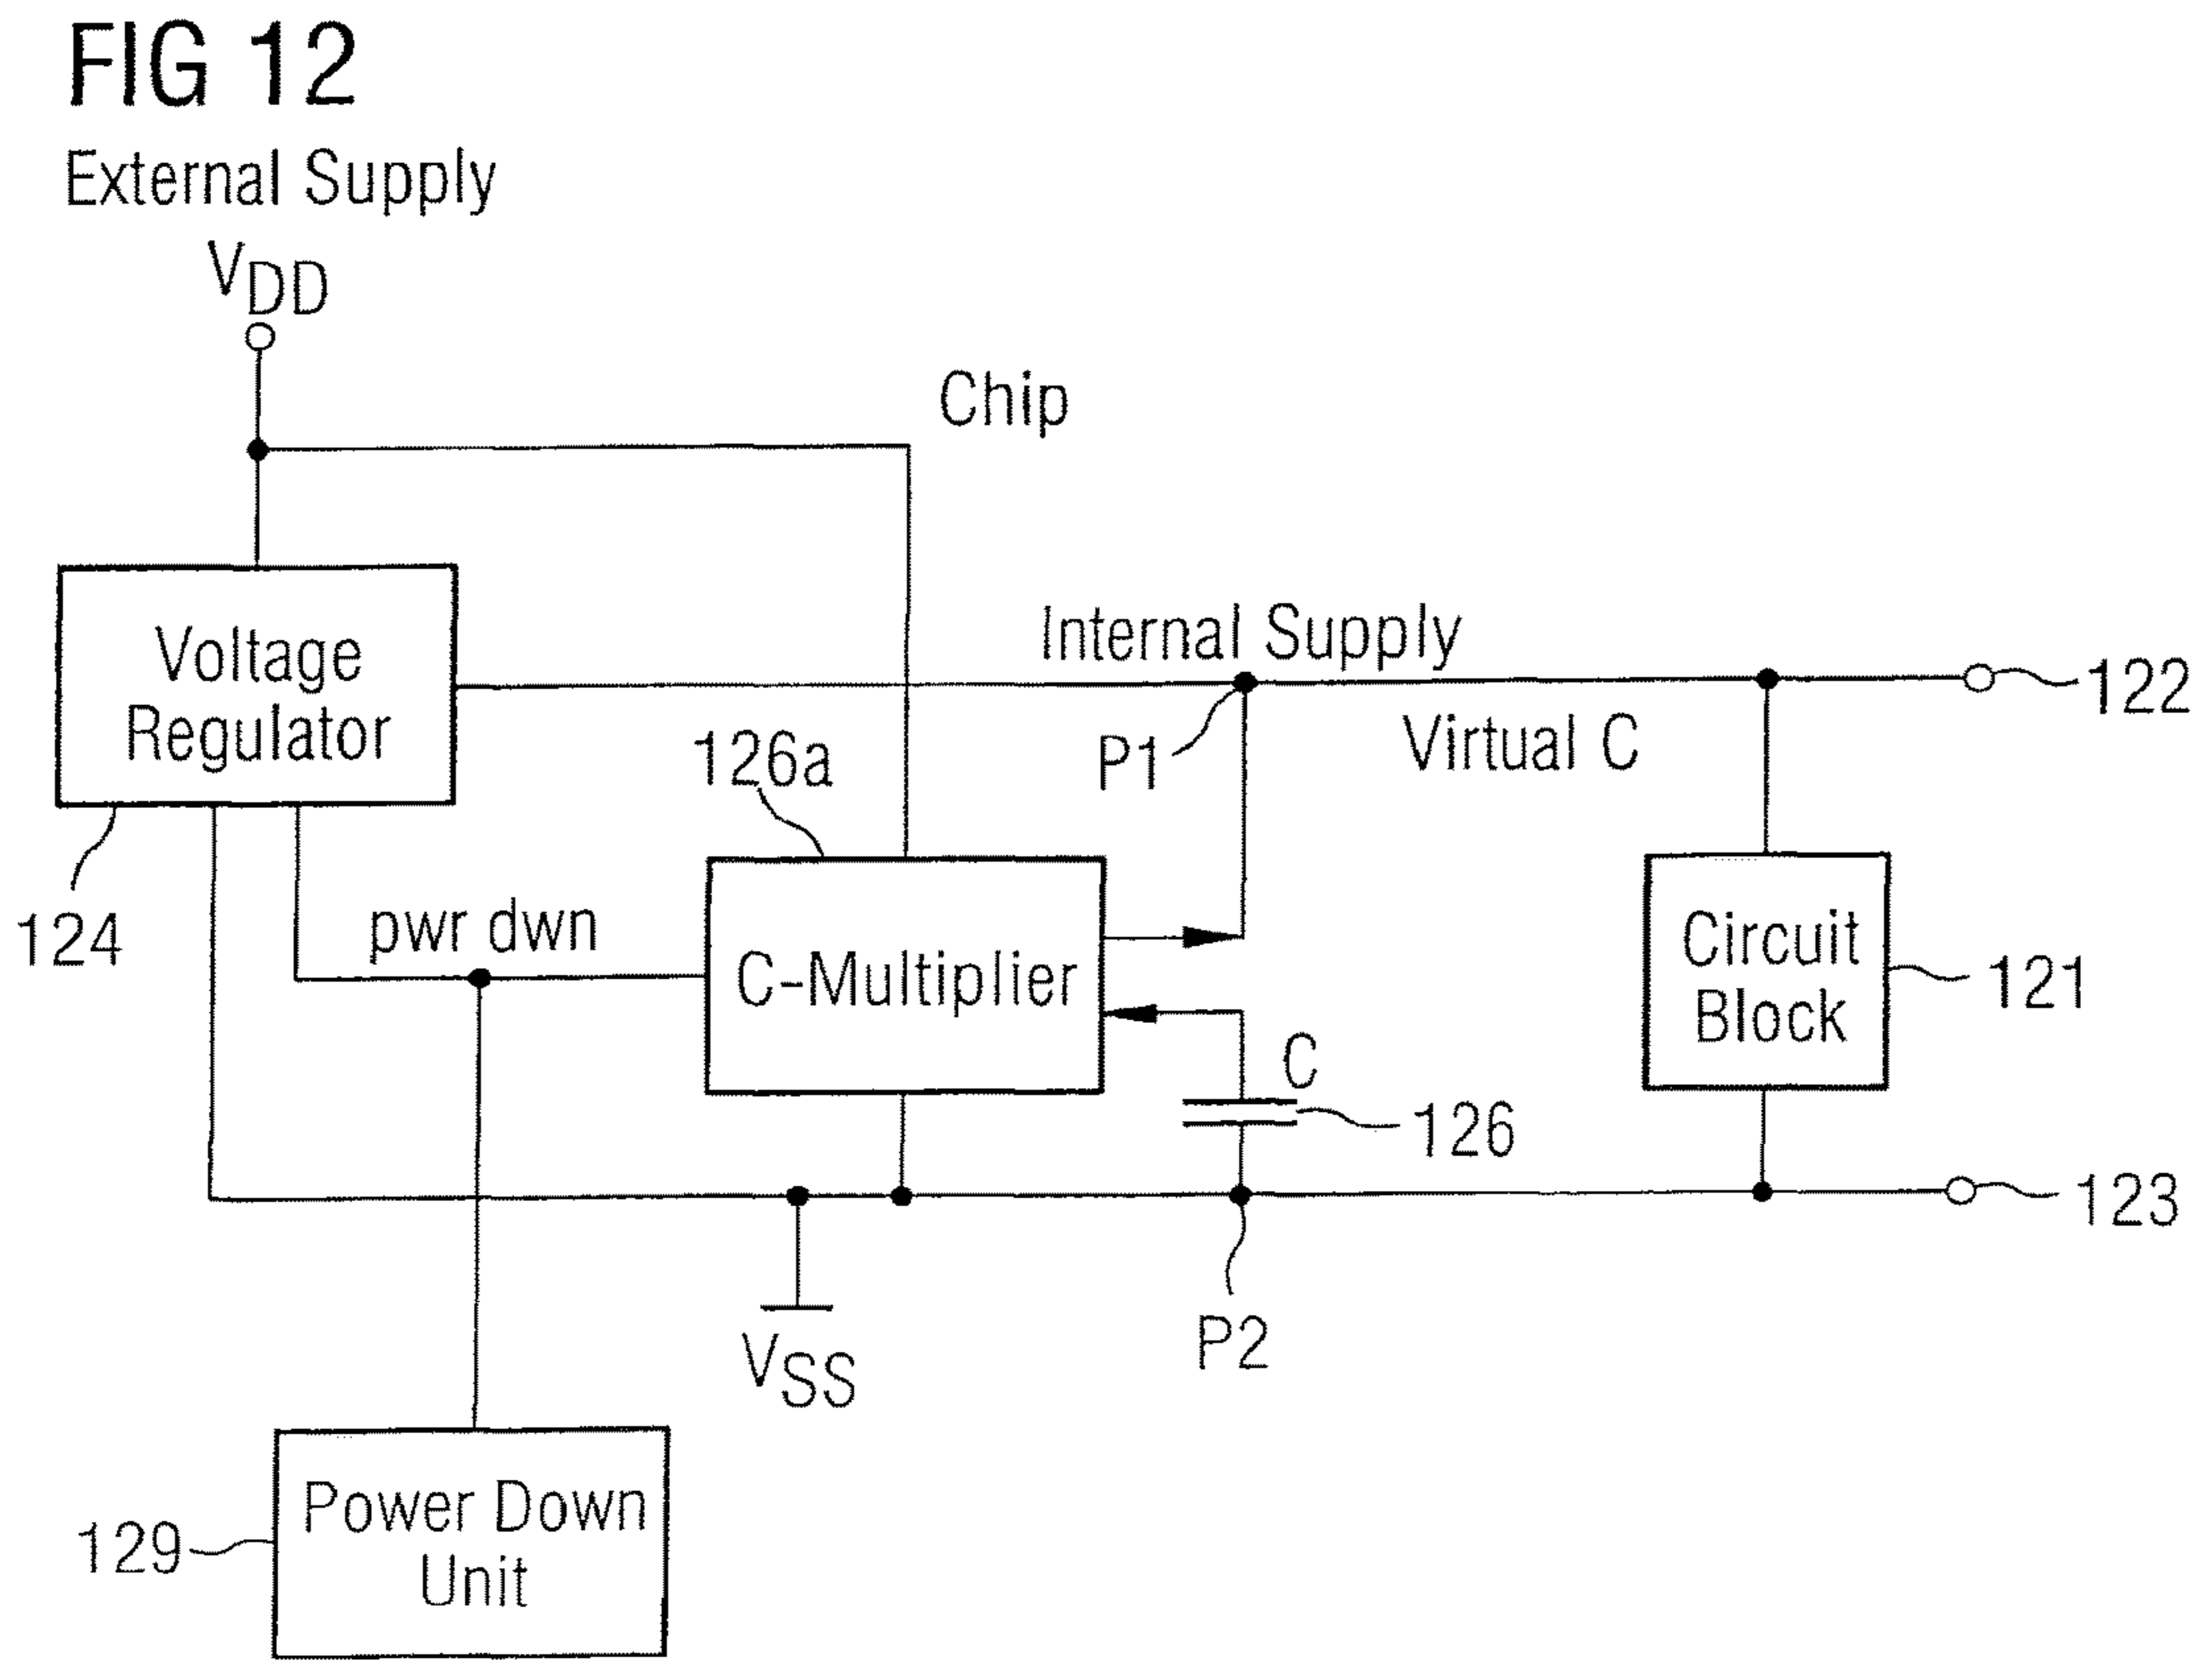 FIG 12
External Supply
VDD
Chip
Voltage
Regulator
Internal Supply
122
P1
Virtual C
126a
124
pwr dwn
C-Multiplier
Circuit
Block
121
C
126
123
VSS
P2
129
Power Down
Unit